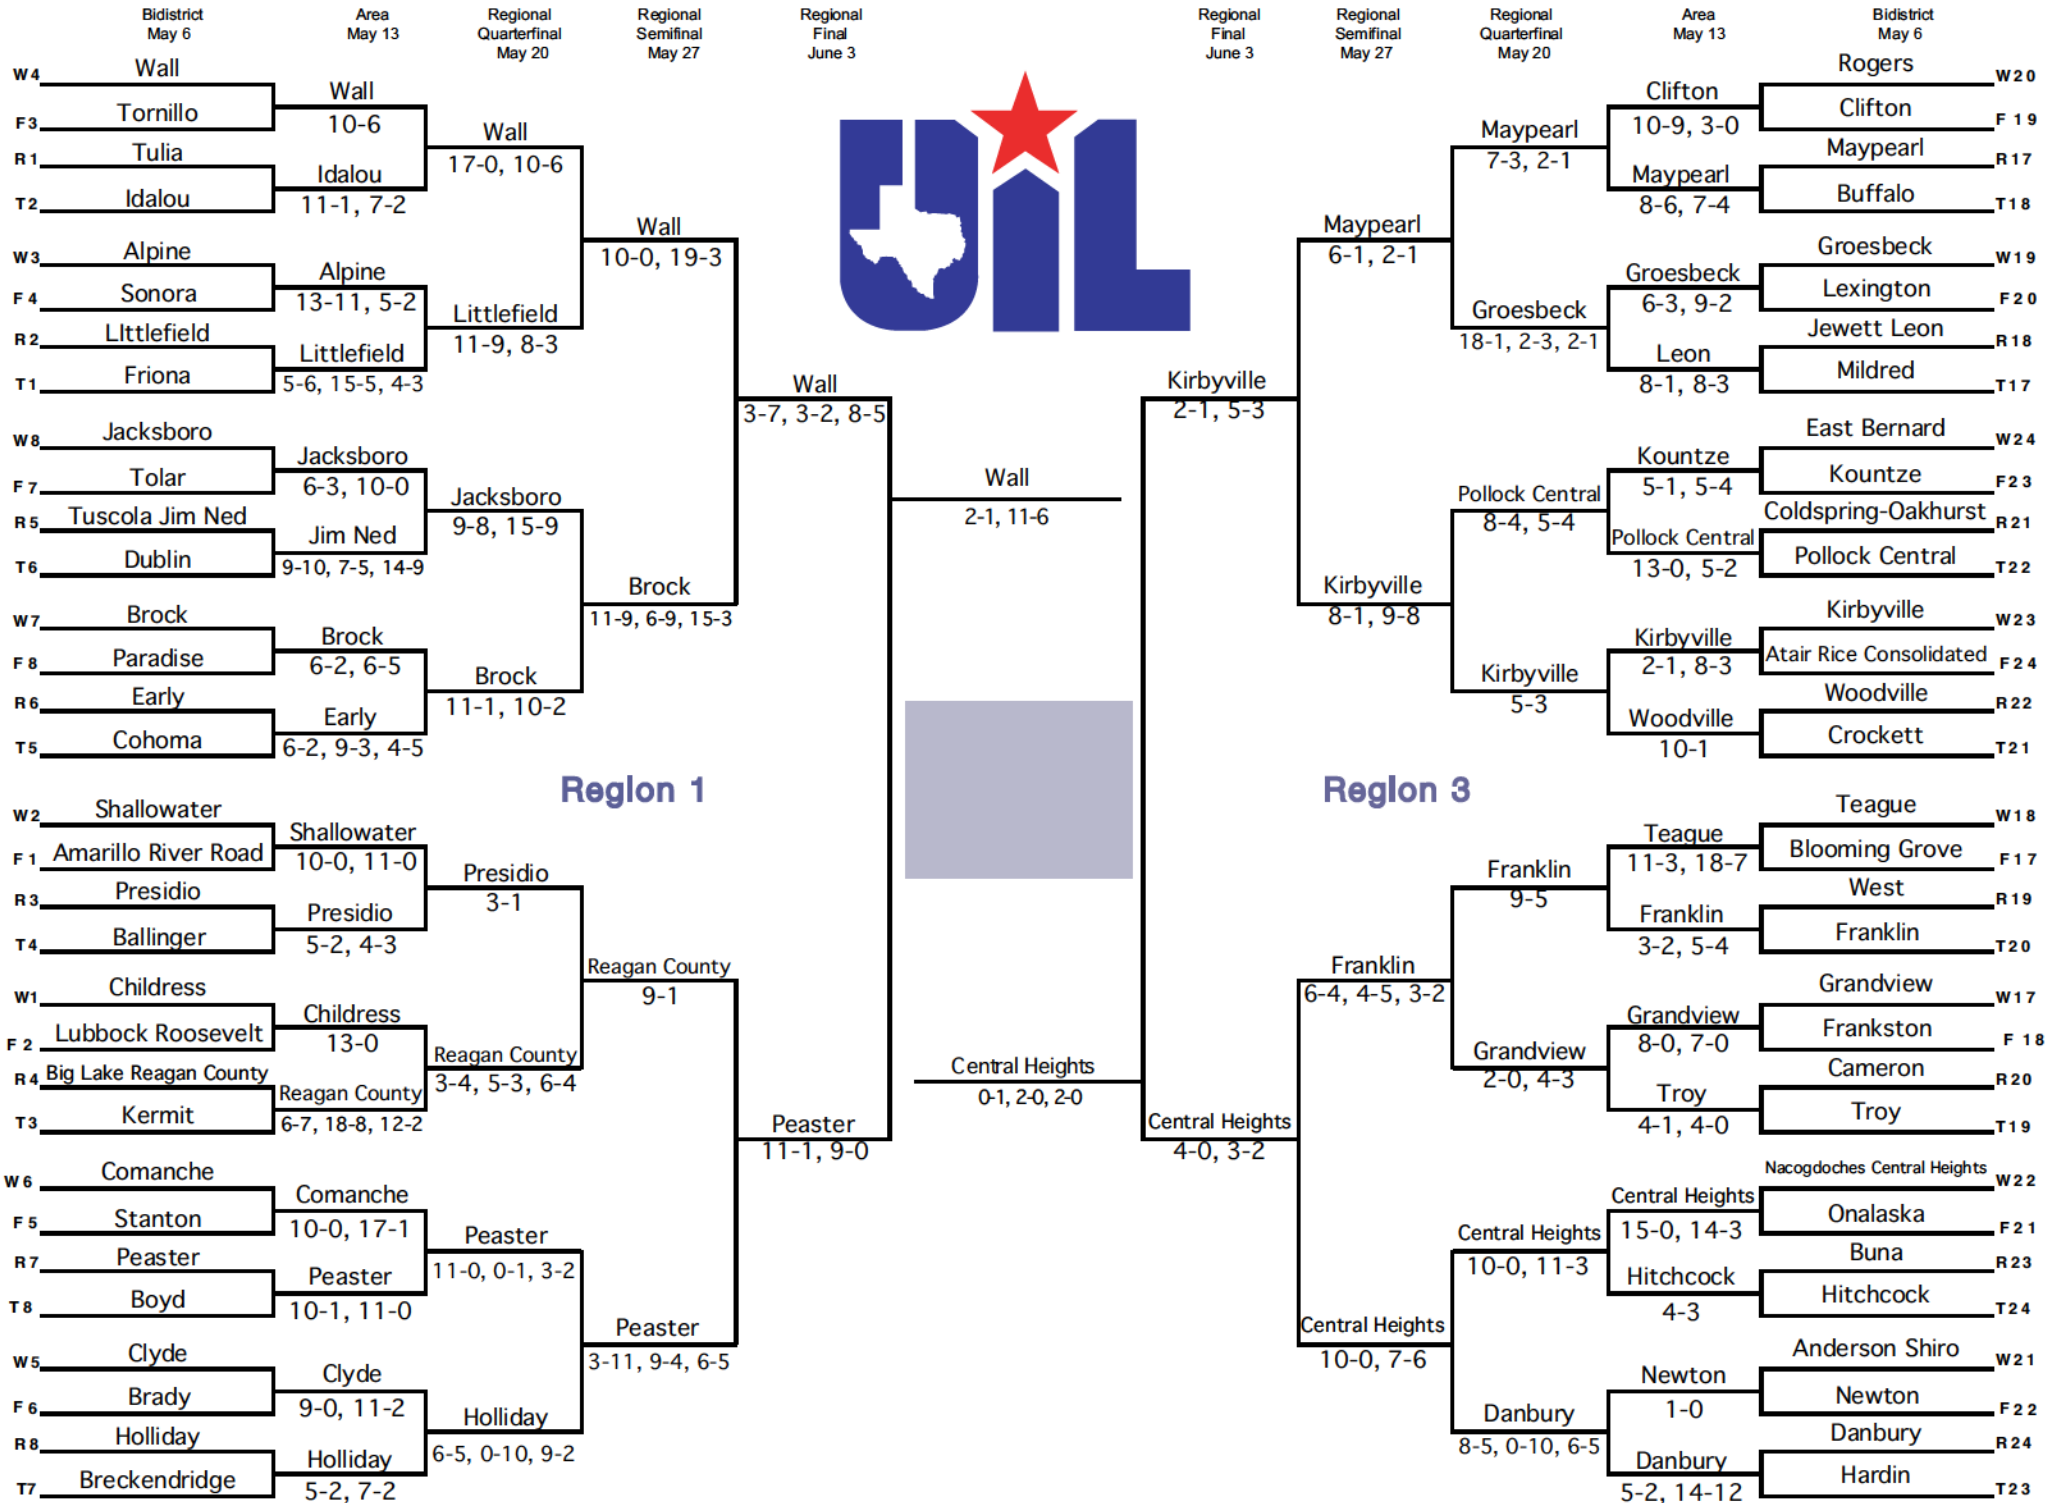 Bidistrict
May 6
Area
May 13
Regional
Quarterfinal
May 20
Regional
Semifinal
May 27
Regional
Final
June 3
Regional
Final
June 3
Regional
Semifinal
May 27
Regional
Quarterfinal
May 20
Area
May 13
Bidistrict
May 6
UIL
W4 Wall
F3 Tornillo
R1 Tulia
T2 Idalou
W3 Alpine
F4 Sonora
R2 LIttlefield
T1 Friona
W8 Jacksboro
F7 Tolar
R5 Tuscola Jim Ned
T6 Dublin
W7 Brock
F8 Paradise
R6 Early
T5 Cohoma
W2 Shallowater
F1 Amarillo River Road
R3 Presidio
T4 Ballinger
W1 Childress
F2 Lubbock Roosevelt
R4 Big Lake Reagan County
T3 Kermit
W6 Comanche
F5 Stanton
R7 Peaster
T8 Boyd
W5 Clyde
F6 Brady
R8 Holliday
T7 Breckendridge
Wall
10-6
Idalou
11-1, 7-2
Alpine
13-11, 5-2
Littlefield
5-6, 15-5, 4-3
Jacksboro
6-3, 10-0
Jim Ned
9-10, 7-5, 14-9
Brock
6-2, 6-5
Early
6-2, 9-3, 4-5
Shallowater
10-0, 11-0
Presidio
5-2, 4-3
Childress
13-0
Reagan County
6-7, 18-8, 12-2
Comanche
10-0, 17-1
Peaster
10-1, 11-0
Clyde
9-0, 11-2
Holliday
5-2, 7-2
Wall
17-0, 10-6
Littlefield
11-9, 8-3
Jacksboro
9-8, 15-9
Brock
11-1, 10-2
Presidio
3-1
Reagan County
3-4, 5-3, 6-4
Peaster
11-0, 0-1, 3-2
Holliday
6-5, 0-10, 9-2
Wall
10-0, 19-3
Brock
11-9, 6-9, 15-3
Region 1
Reagan County
9-1
Peaster
3-11, 9-4, 6-5
Wall
3-7, 3-2, 8-5
Peaster
11-1, 9-0
Wall
2-1, 11-6
Central Heights
0-1, 2-0, 2-0
Kirbyville
2-1, 5-3
Central Heights
4-0, 3-2
Maypearl
6-1, 2-1
Kirbyville
8-1, 9-8
Region 3
Franklin
6-4, 4-5, 3-2
Central Heights
10-0, 7-6
Maypearl
7-3, 2-1
Groesbeck
18-1, 2-3, 2-1
Pollock Central
8-4, 5-4
Kirbyville
5-3
Franklin
9-5
Grandview
2-0, 4-3
Central Heights
10-0, 11-3
Danbury
8-5, 0-10, 6-5
Clifton
10-9, 3-0
Maypearl
8-6, 7-4
Groesbeck
6-3, 9-2
Leon
8-1, 8-3
Kountze
5-1, 5-4
Pollock Central
13-0, 5-2
Kirbyville
2-1, 8-3
Woodville
10-1
Teague
11-3, 18-7
Franklin
3-2, 5-4
Grandview
8-0, 7-0
Troy
4-1, 4-0
Central Heights
15-0, 14-3
Hitchcock
4-3
Newton
1-0
Danbury
5-2, 14-12
Rogers W20
Clifton F 19
Maypearl R17
Buffalo T18
Groesbeck W19
Lexington F20
Jewett Leon R18
Mildred T17
East Bernard W24
Kountze F23
Coldspring-Oakhurst R21
Pollock Central T22
Kirbyville W23
Atair Rice Consolidated F24
Woodville R22
Crockett T21
Teague W18
Blooming Grove F17
West R19
Franklin T20
Grandview W17
Frankston F 18
Cameron R20
Troy T19
Nacogdoches Central Heights W22
Onalaska F21
Buna R23
Hitchcock T24
Anderson Shiro W21
Newton F22
Danbury R24
Hardin T23